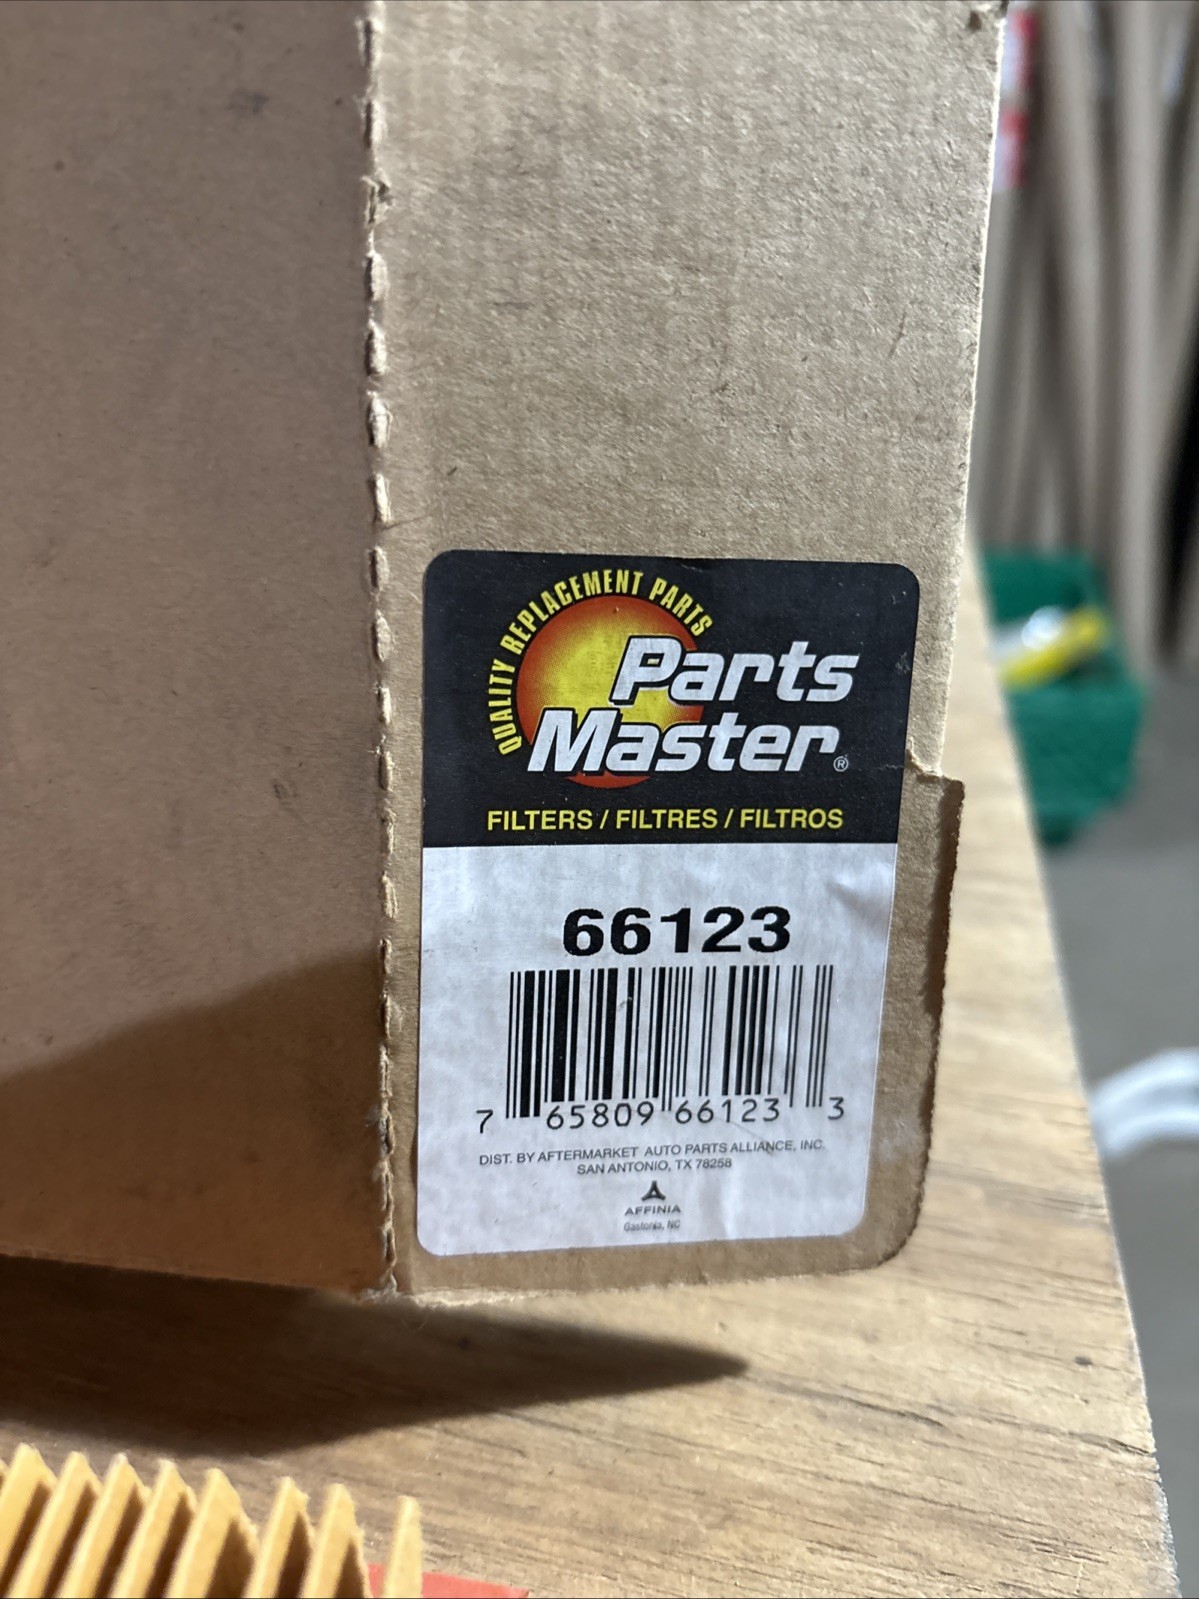 QUALITY REPLACEMENT PARTS
Parts
Master®
FILTERS / FILTRES / FILTROS
66123
7 65809 66123 3
DIST. BY AFTERMARKET AUTO PARTS ALLIANCE, INC.
SAN ANTONIO, TX 78258
AFFINIA
Gastonia, NC